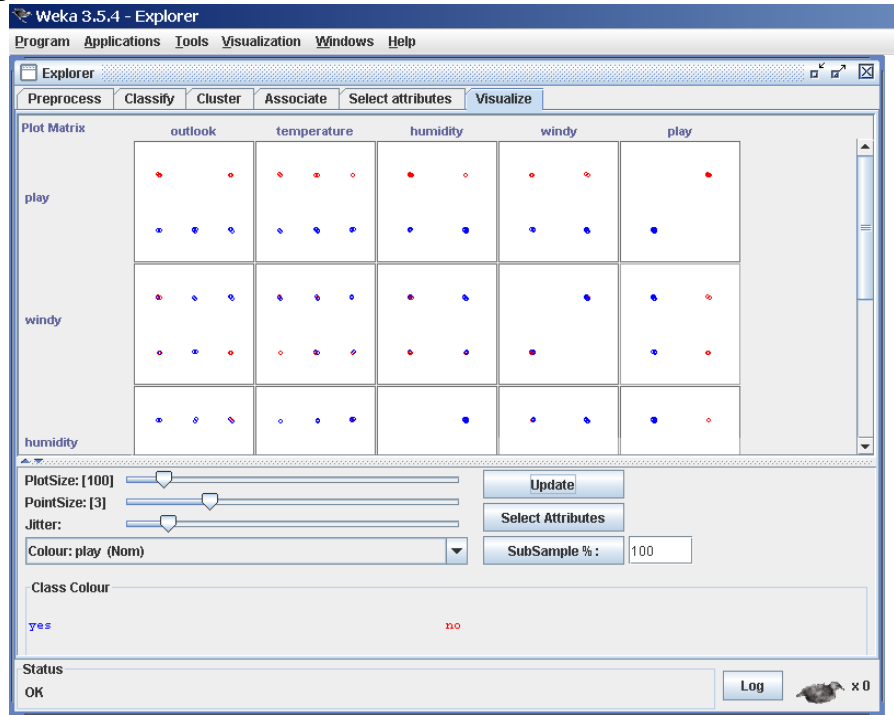 Weka 3.5.4 - Explorer
Program Applications Tools Visualization Windows Help
Explorer
Preprocess Classify Cluster Associate Select attributes Visualize
Plot Matrix outlook temperature humidity windy play
play
windy
humidity
PlotSize: [100]
Update
PointSize: [3]
Select Attributes
Jitter:
Colour: play (Nom)
SubSample % : 100
Class Colour
yes no
Status
OK
Log x 0